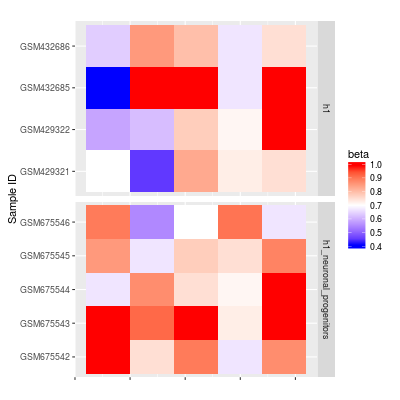 GSM432686
GSM432685
GSM429322
GSM429321
h1
GSM675546
GSM675545
GSM675544
GSM675543
GSM675542
h1_neuronal_progenitors
Sample ID
beta
1.0
0.9
0.8
0.7
0.6
0.5
0.4